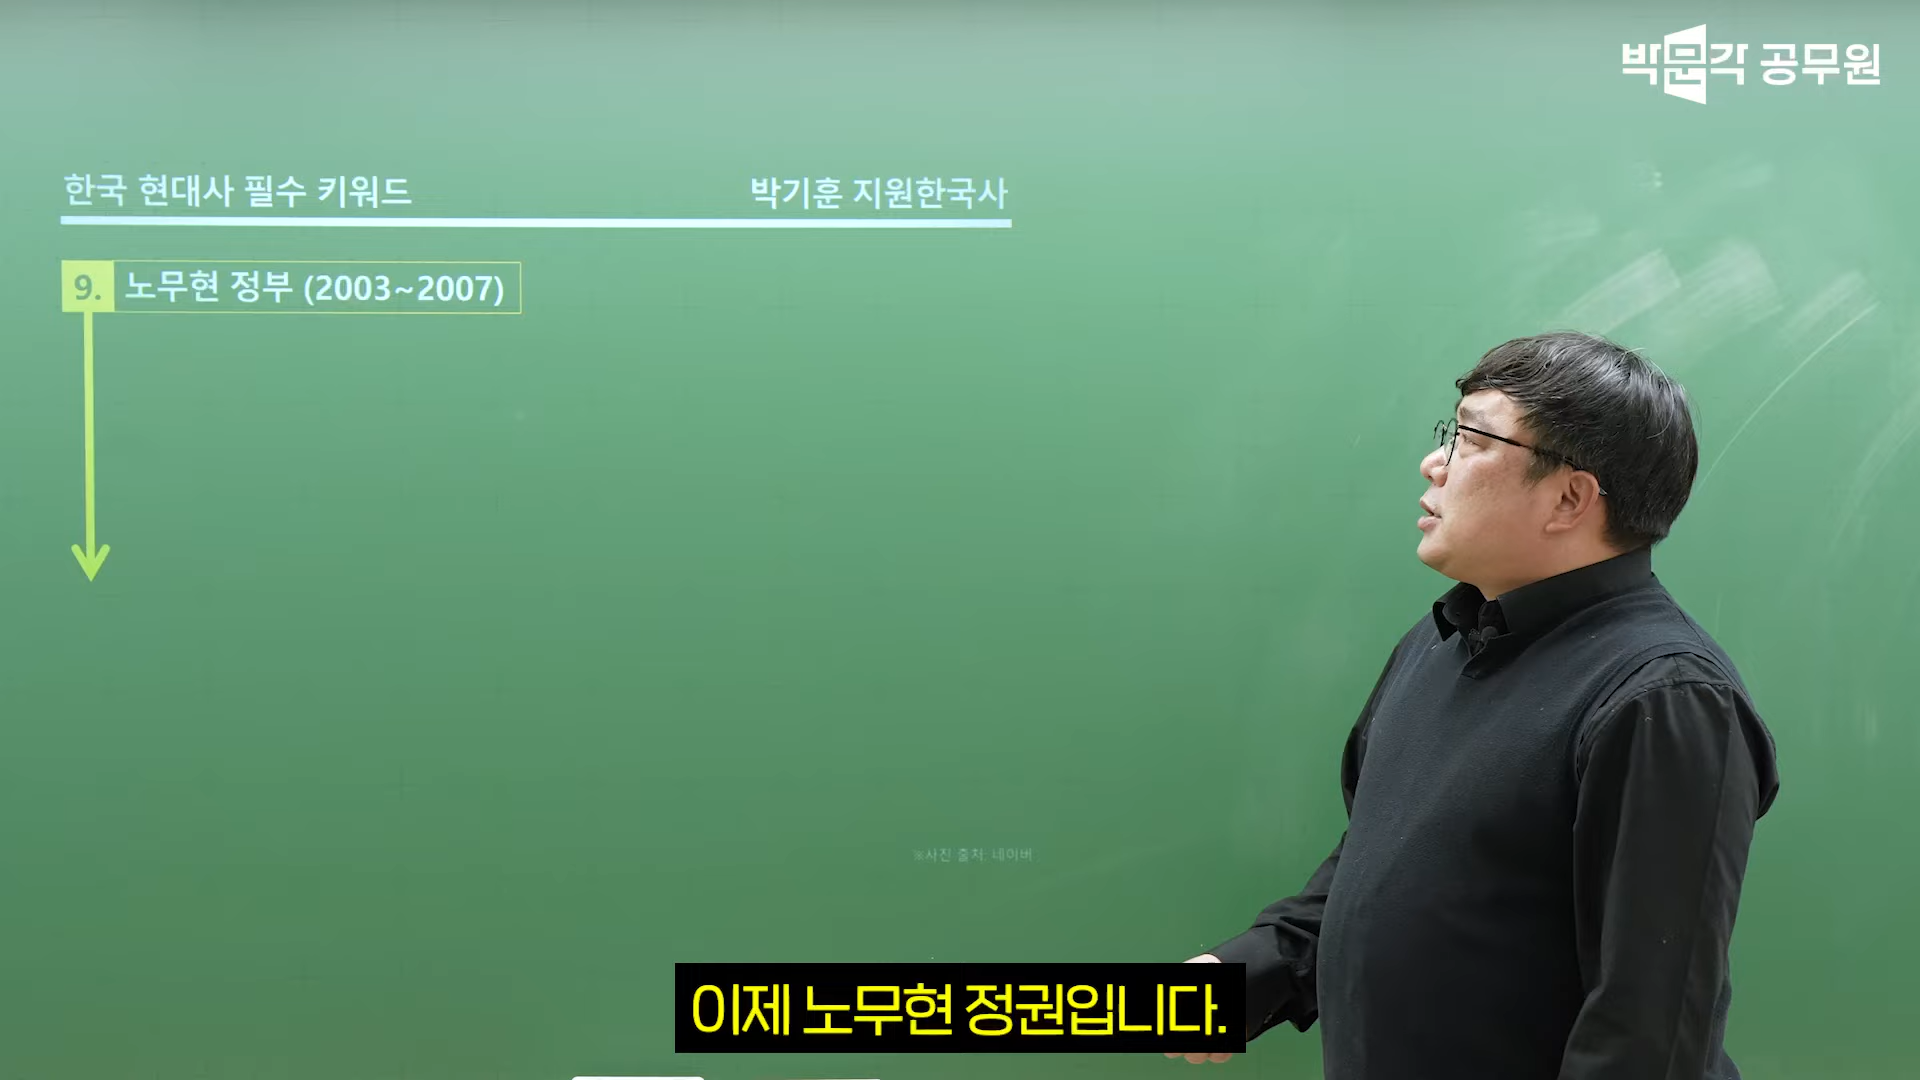 박문각 공무원
한국 현대사 필수 키워드
박기훈 지원한국사
9. 노무현 정부 (2003~2007)
※사진 출처: 네이버
이제 노무현 정권입니다.